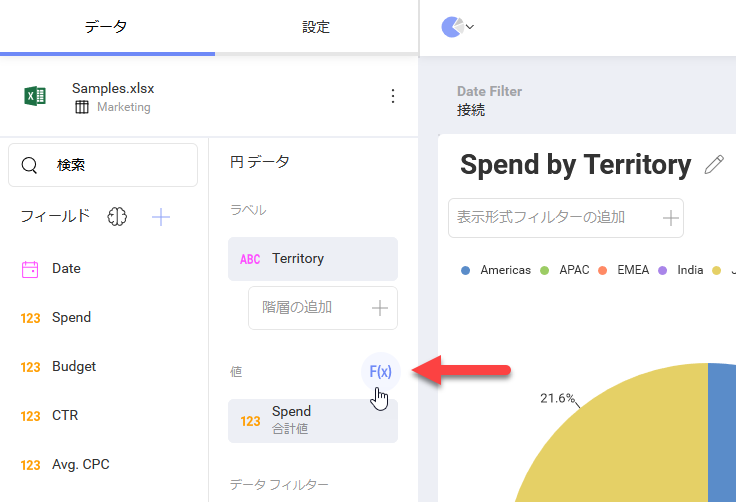 データ
設定
Samples.xlsx
Marketing
検索
フィールド
Date
123 Spend
123 Budget
123 CTR
123 Avg. CPC
円 データ
ラベル
ABC Territory
階層の追加
値
F(x)
123 Spend
合計値
データ フィルター
Date Filter
接続
Spend by Territory
表示形式フィルターの追加
Americas APAC EMEA India
21.6%